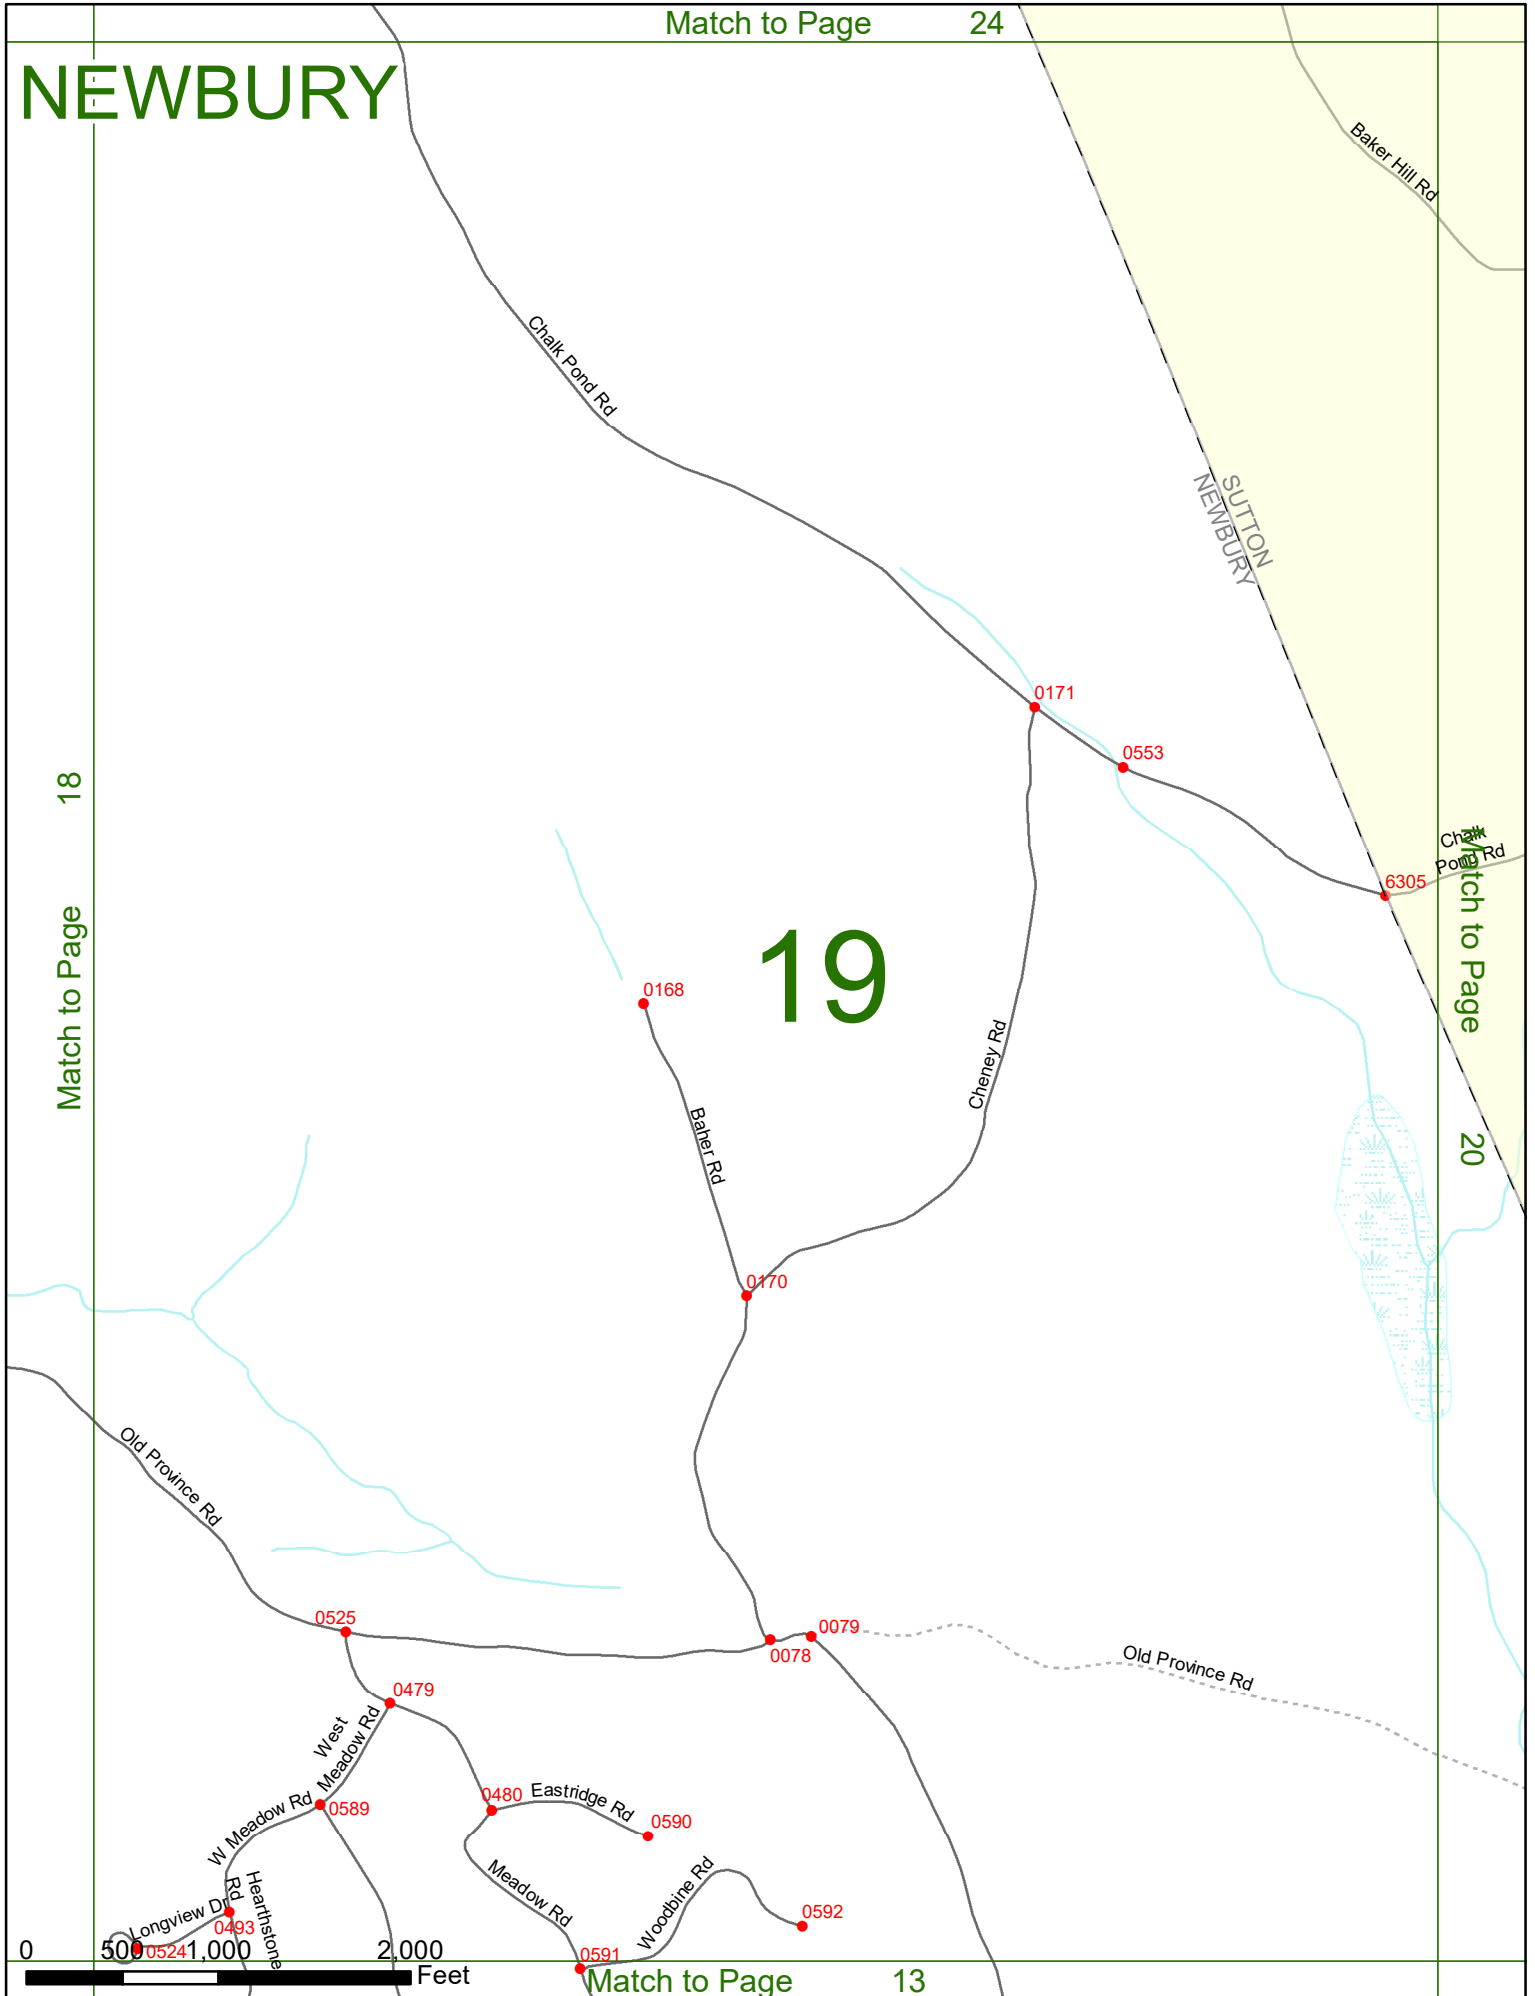 Match to Page 24
NEWBURY
Baker Hill Rd
Chalk Pond Rd
SUTTON
NEWBURY
0171
0553
18
Match to Page
Chalk
Pond Rd
6305
Match to Page
20
19
0168
Cheney Rd
Baher Rd
0170
Old Province Rd
0525
0079
0078
Old Province Rd
0479
West
Meadow Rd
0480
Eastridge Rd
0589
0590
W Meadow Rd
Meadow Rd
Woodbine Rd
Hearthstone
Rd
Longview Dr
0493
0592
0524
0591
0 500 1,000 2,000
Feet
Match to Page 13